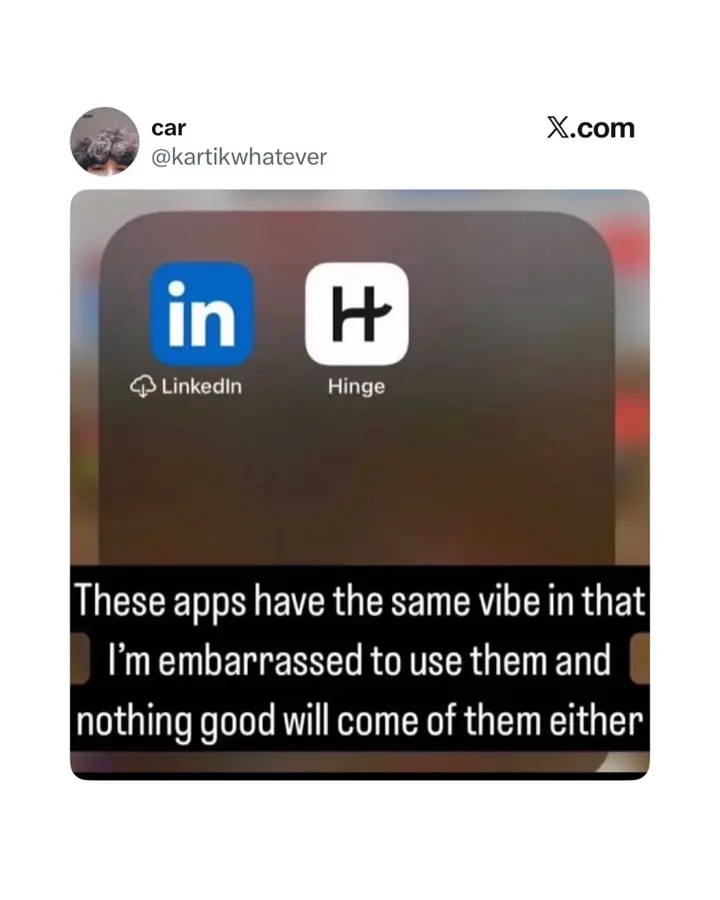 car
@kartikwhatever
𝕏.com
in
H
LinkedIn
Hinge
These apps have the same vibe in that
I'm embarrassed to use them and
nothing good will come of them either